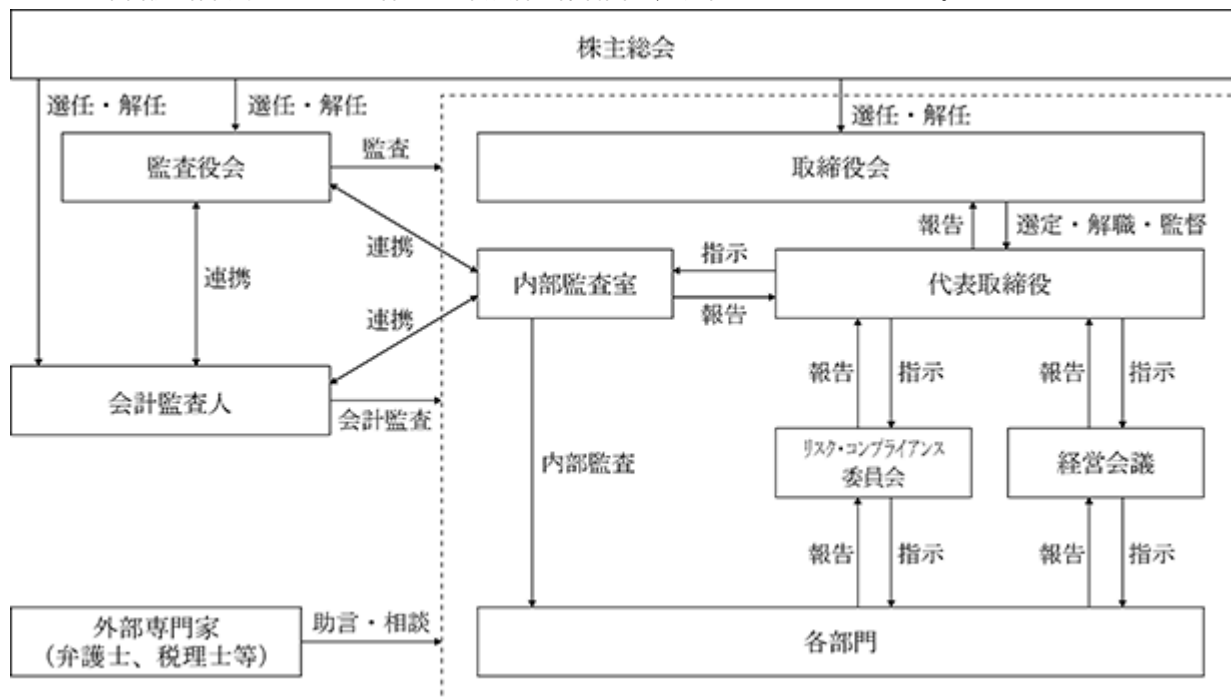 株主総会
選任・解任
選任・解任
選任・解任
監査役会
監査
取締役会
連携
報告
選定・解職・監督
連携
内部監査室
指示
報告
代表取締役
連携
会計監査人
会計監査
報告
指示
報告
指示
内部監査
リスク・コンプライアンス
委員会
経営会議
報告
指示
報告
指示
外部専門家
（弁護士、税理士等）
助言・相談
各部門